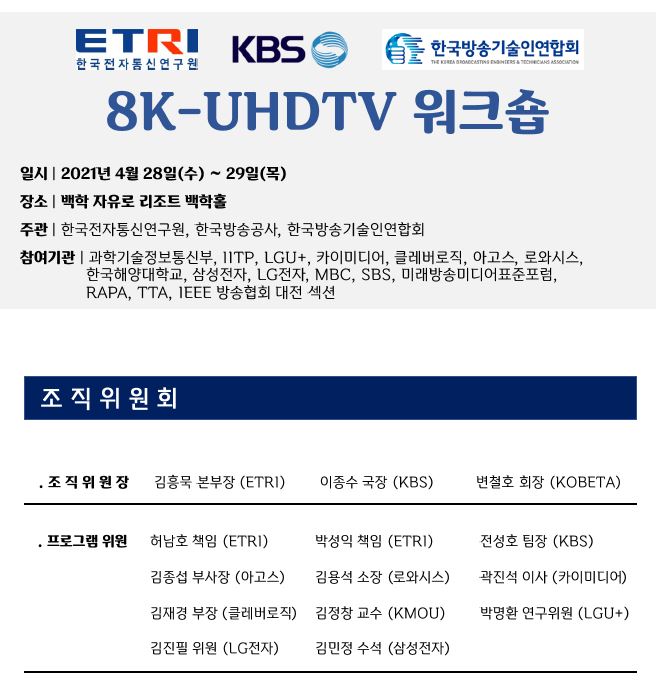 ETRI
한국전자통신연구원
KBS
한국방송기술인연합회
THE KOREA BROADCASTING ENGINEERS & TECHNICIANS ASSOCIATION
8K-UHDTV 워크숍
일시 | 2021년 4월 28일(수) ~ 29일(목)
장소 | 백학 자유로 리조트 백학홀
주관 | 한국전자통신연구원, 한국방송공사, 한국방송기술인연합회
참여기관 | 과학기술정보통신부, IITP, LGU+, 카이미디어, 클레버로직, 아고스, 로와시스,
한국해양대학교, 삼성전자, LG전자, MBC, SBS, 미래방송미디어표준포럼,
RAPA, TTA, IEEE 방송협회 대전 섹션
조직위원회
. 조직위원장 김흥묵 본부장 (ETRI) 이종수 국장 (KBS) 변철호 회장 (KOBETA)
. 프로그램 위원 허남호 책임 (ETRI) 박성익 책임 (ETRI) 전성호 팀장 (KBS)
김종섭 부사장 (아고스) 김용석 소장 (로와시스) 곽진석 이사 (카이미디어)
김재경 부장 (클레버로직) 김정창 교수 (KMOU) 박명환 연구위원 (LGU+)
김진필 위원 (LG전자) 김민정 수석 (삼성전자)